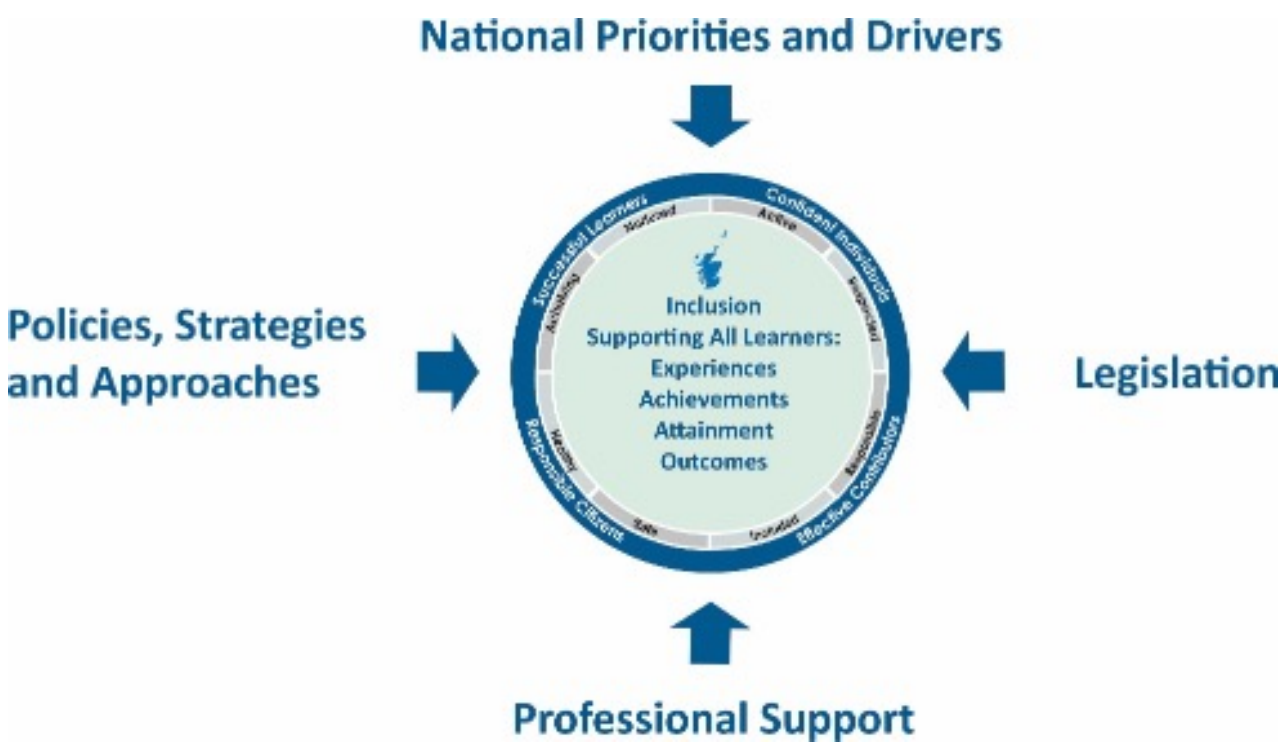 National Priorities and Drivers
Successful Learners
Confident Individuals
Nurtured
Active
Achieving
Respected
Inclusion
Supporting All Learners:
Experiences
Achievements
Attainment
Outcomes
Policies, Strategies
and Approaches
Legislation
Healthy
Responsible
Safe
Included
Responsible Citizens
Effective Contributors
Professional Support